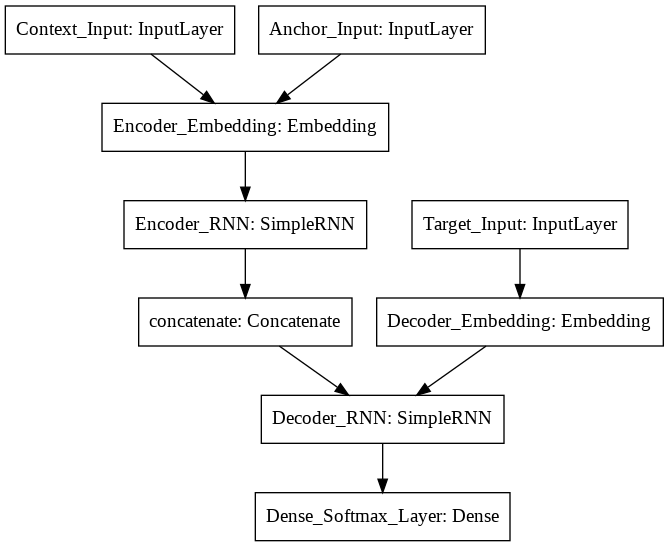 Context_Input: InputLayer
Anchor_Input: InputLayer
Encoder_Embedding: Embedding
Encoder_RNN: SimpleRNN
Target_Input: InputLayer
concatenate: Concatenate
Decoder_Embedding: Embedding
Decoder_RNN: SimpleRNN
Dense_Softmax_Layer: Dense